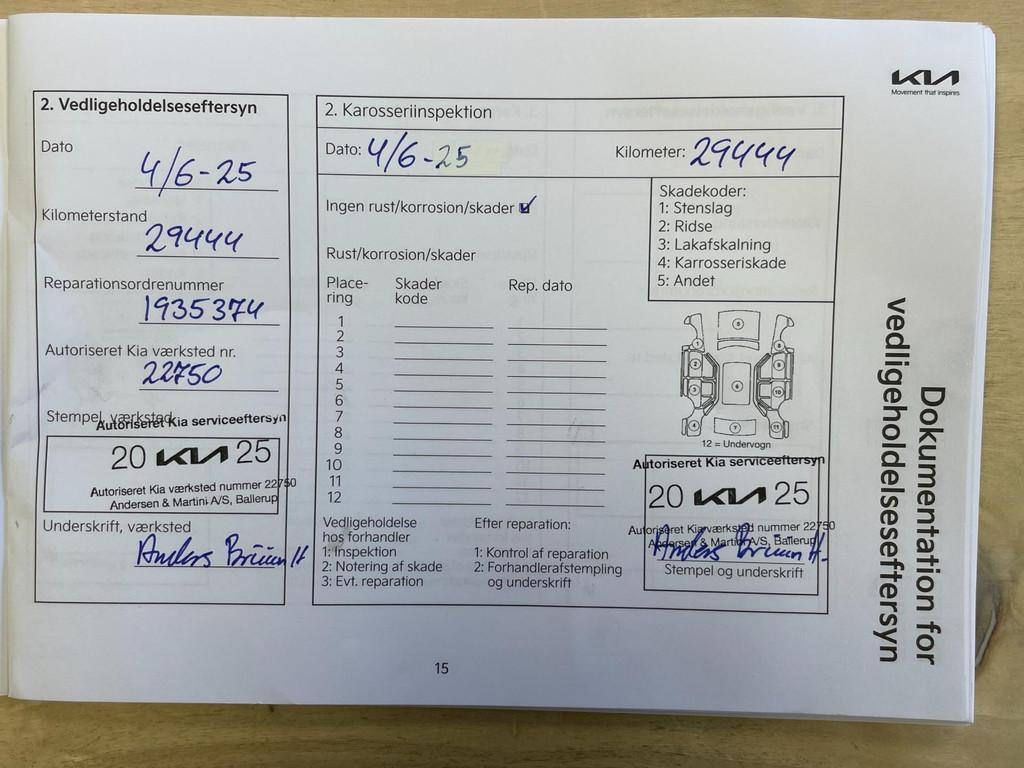 KIA
Movement that inspires
2. Vedligeholdelseseftersyn
Dato
4/6-25
Kilometerstand
29444
Reparationsordrenummer
1935374
Autoriseret Kia værksted nr.
22750
Stempel, værksted
Autoriseret Kia serviceeftersyn
20 KIA 25
Autoriseret Kia værksted nummer 22750
Andersen & Martini A/S, Ballerup
Underskrift, værksted
Anders Bruun H
2. Karosseriinspektion
Dato: 4/6-25 Kilometer: 29444
Ingen rust/korrosion/skader
Skadekoder:
1: Stenslag
2: Ridse
3: Lakafskalning
4: Karrosseriskade
5: Andet
Rust/korrosion/skader
Place-
ring
Skader
kode
Rep. dato
1
2
3
4
5
6
7
8
9
10
11
12
12 = Undervogn
Vedligeholdelse
hos forhandler
1: Inspektion
2: Notering af skade
3: Evt. reparation
Efter reparation:
1: Kontrol af reparation
2: Forhandlerafstempling
og underskrift
Autoriseret Kia serviceeftersyn
20 KIA 25
Autoriseret Kia værksted nummer 22750
Andersen & Martini A/S, Ballerup
Anders Bruun H.
Stempel og underskrift
Dokumentation for
vedligeholdelseseftersyn
15